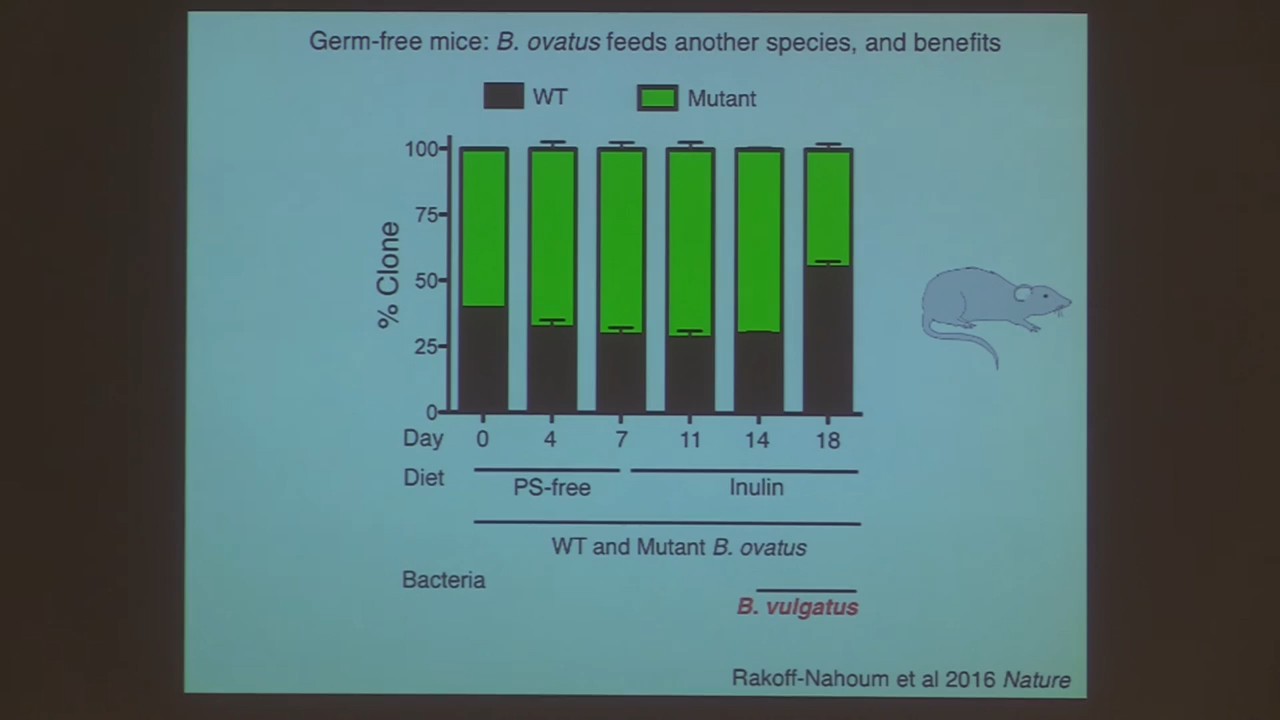 Germ-free mice: B. ovatus feeds another species, and benefits
WT
Mutant
% Clone
100
75
50
25
0
Day 0 4 7 11 14 18
Diet
PS-free
Inulin
WT and Mutant B. ovatus
Bacteria
B. vulgatus
Rakoff-Nahoum et al 2016 Nature